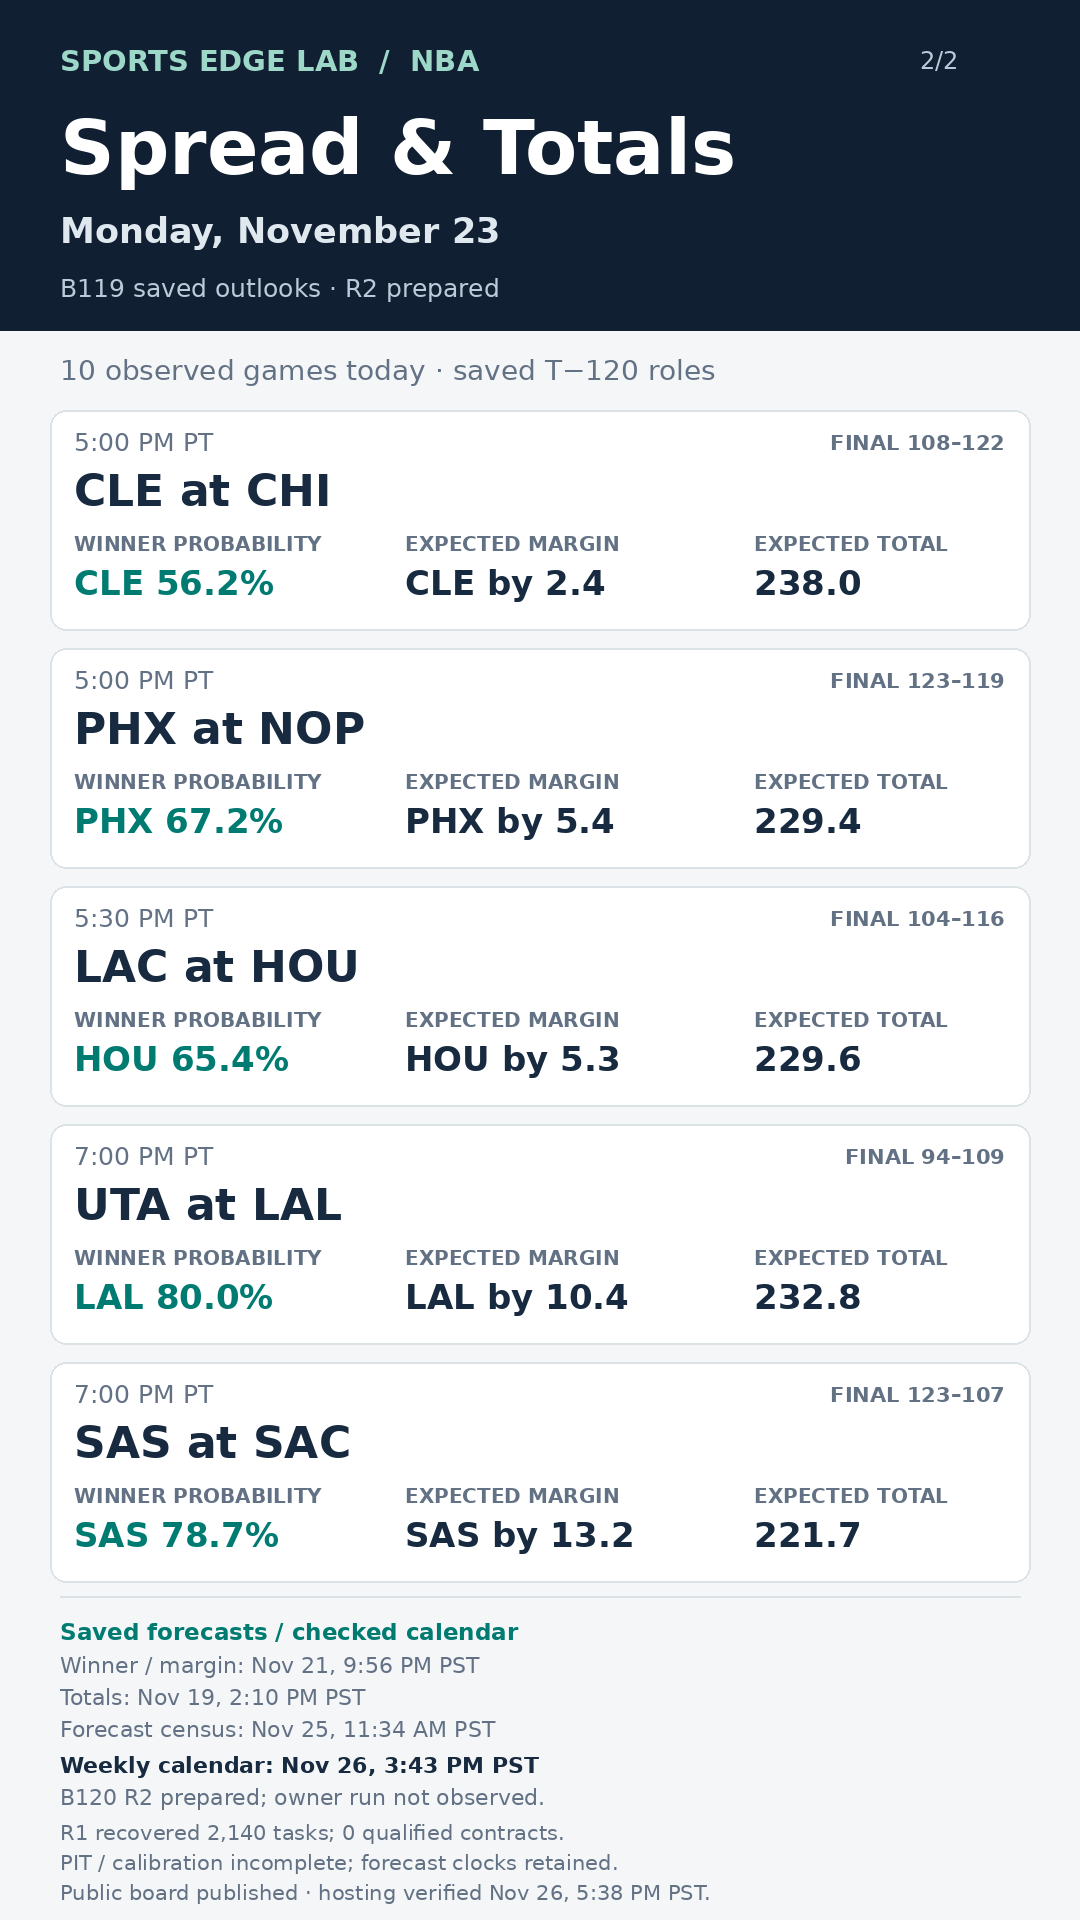 SPORTS EDGE LAB / NBA 2/2
Spread & Totals
Monday, November 23
B119 saved outlooks · R2 prepared
10 observed games today · saved T−120 roles
5:00 PM PT FINAL 108–122
CLE at CHI
WINNER PROBABILITY EXPECTED MARGIN EXPECTED TOTAL
CLE 56.2% CLE by 2.4 238.0
5:00 PM PT FINAL 123–119
PHX at NOP
WINNER PROBABILITY EXPECTED MARGIN EXPECTED TOTAL
PHX 67.2% PHX by 5.4 229.4
5:30 PM PT FINAL 104–116
LAC at HOU
WINNER PROBABILITY EXPECTED MARGIN EXPECTED TOTAL
HOU 65.4% HOU by 5.3 229.6
7:00 PM PT FINAL 94–109
UTA at LAL
WINNER PROBABILITY EXPECTED MARGIN EXPECTED TOTAL
LAL 80.0% LAL by 10.4 232.8
7:00 PM PT FINAL 123–107
SAS at SAC
WINNER PROBABILITY EXPECTED MARGIN EXPECTED TOTAL
SAS 78.7% SAS by 13.2 221.7
Saved forecasts / checked calendar
Winner / margin: Nov 21, 9:56 PM PST
Totals: Nov 19, 2:10 PM PST
Forecast census: Nov 25, 11:34 AM PST
Weekly calendar: Nov 26, 3:43 PM PST
B120 R2 prepared; owner run not observed.
R1 recovered 2,140 tasks; 0 qualified contracts.
PIT / calibration incomplete; forecast clocks retained.
Public board published · hosting verified Nov 26, 5:38 PM PST.